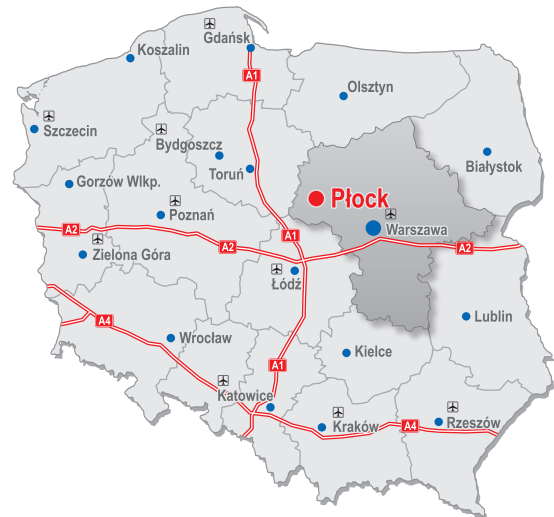 Gdańsk
Koszalin
A1
Olsztyn
Szczecin
Bydgoszcz
Białystok
Toruń
Gorzów Wlkp.
Płock
Poznań
A2
A1
Warszawa
A2
A2
Zielona Góra
Łódź
A4
Lublin
Wrocław
Kielce
A1
Katowice
Kraków
A4
Rzeszów